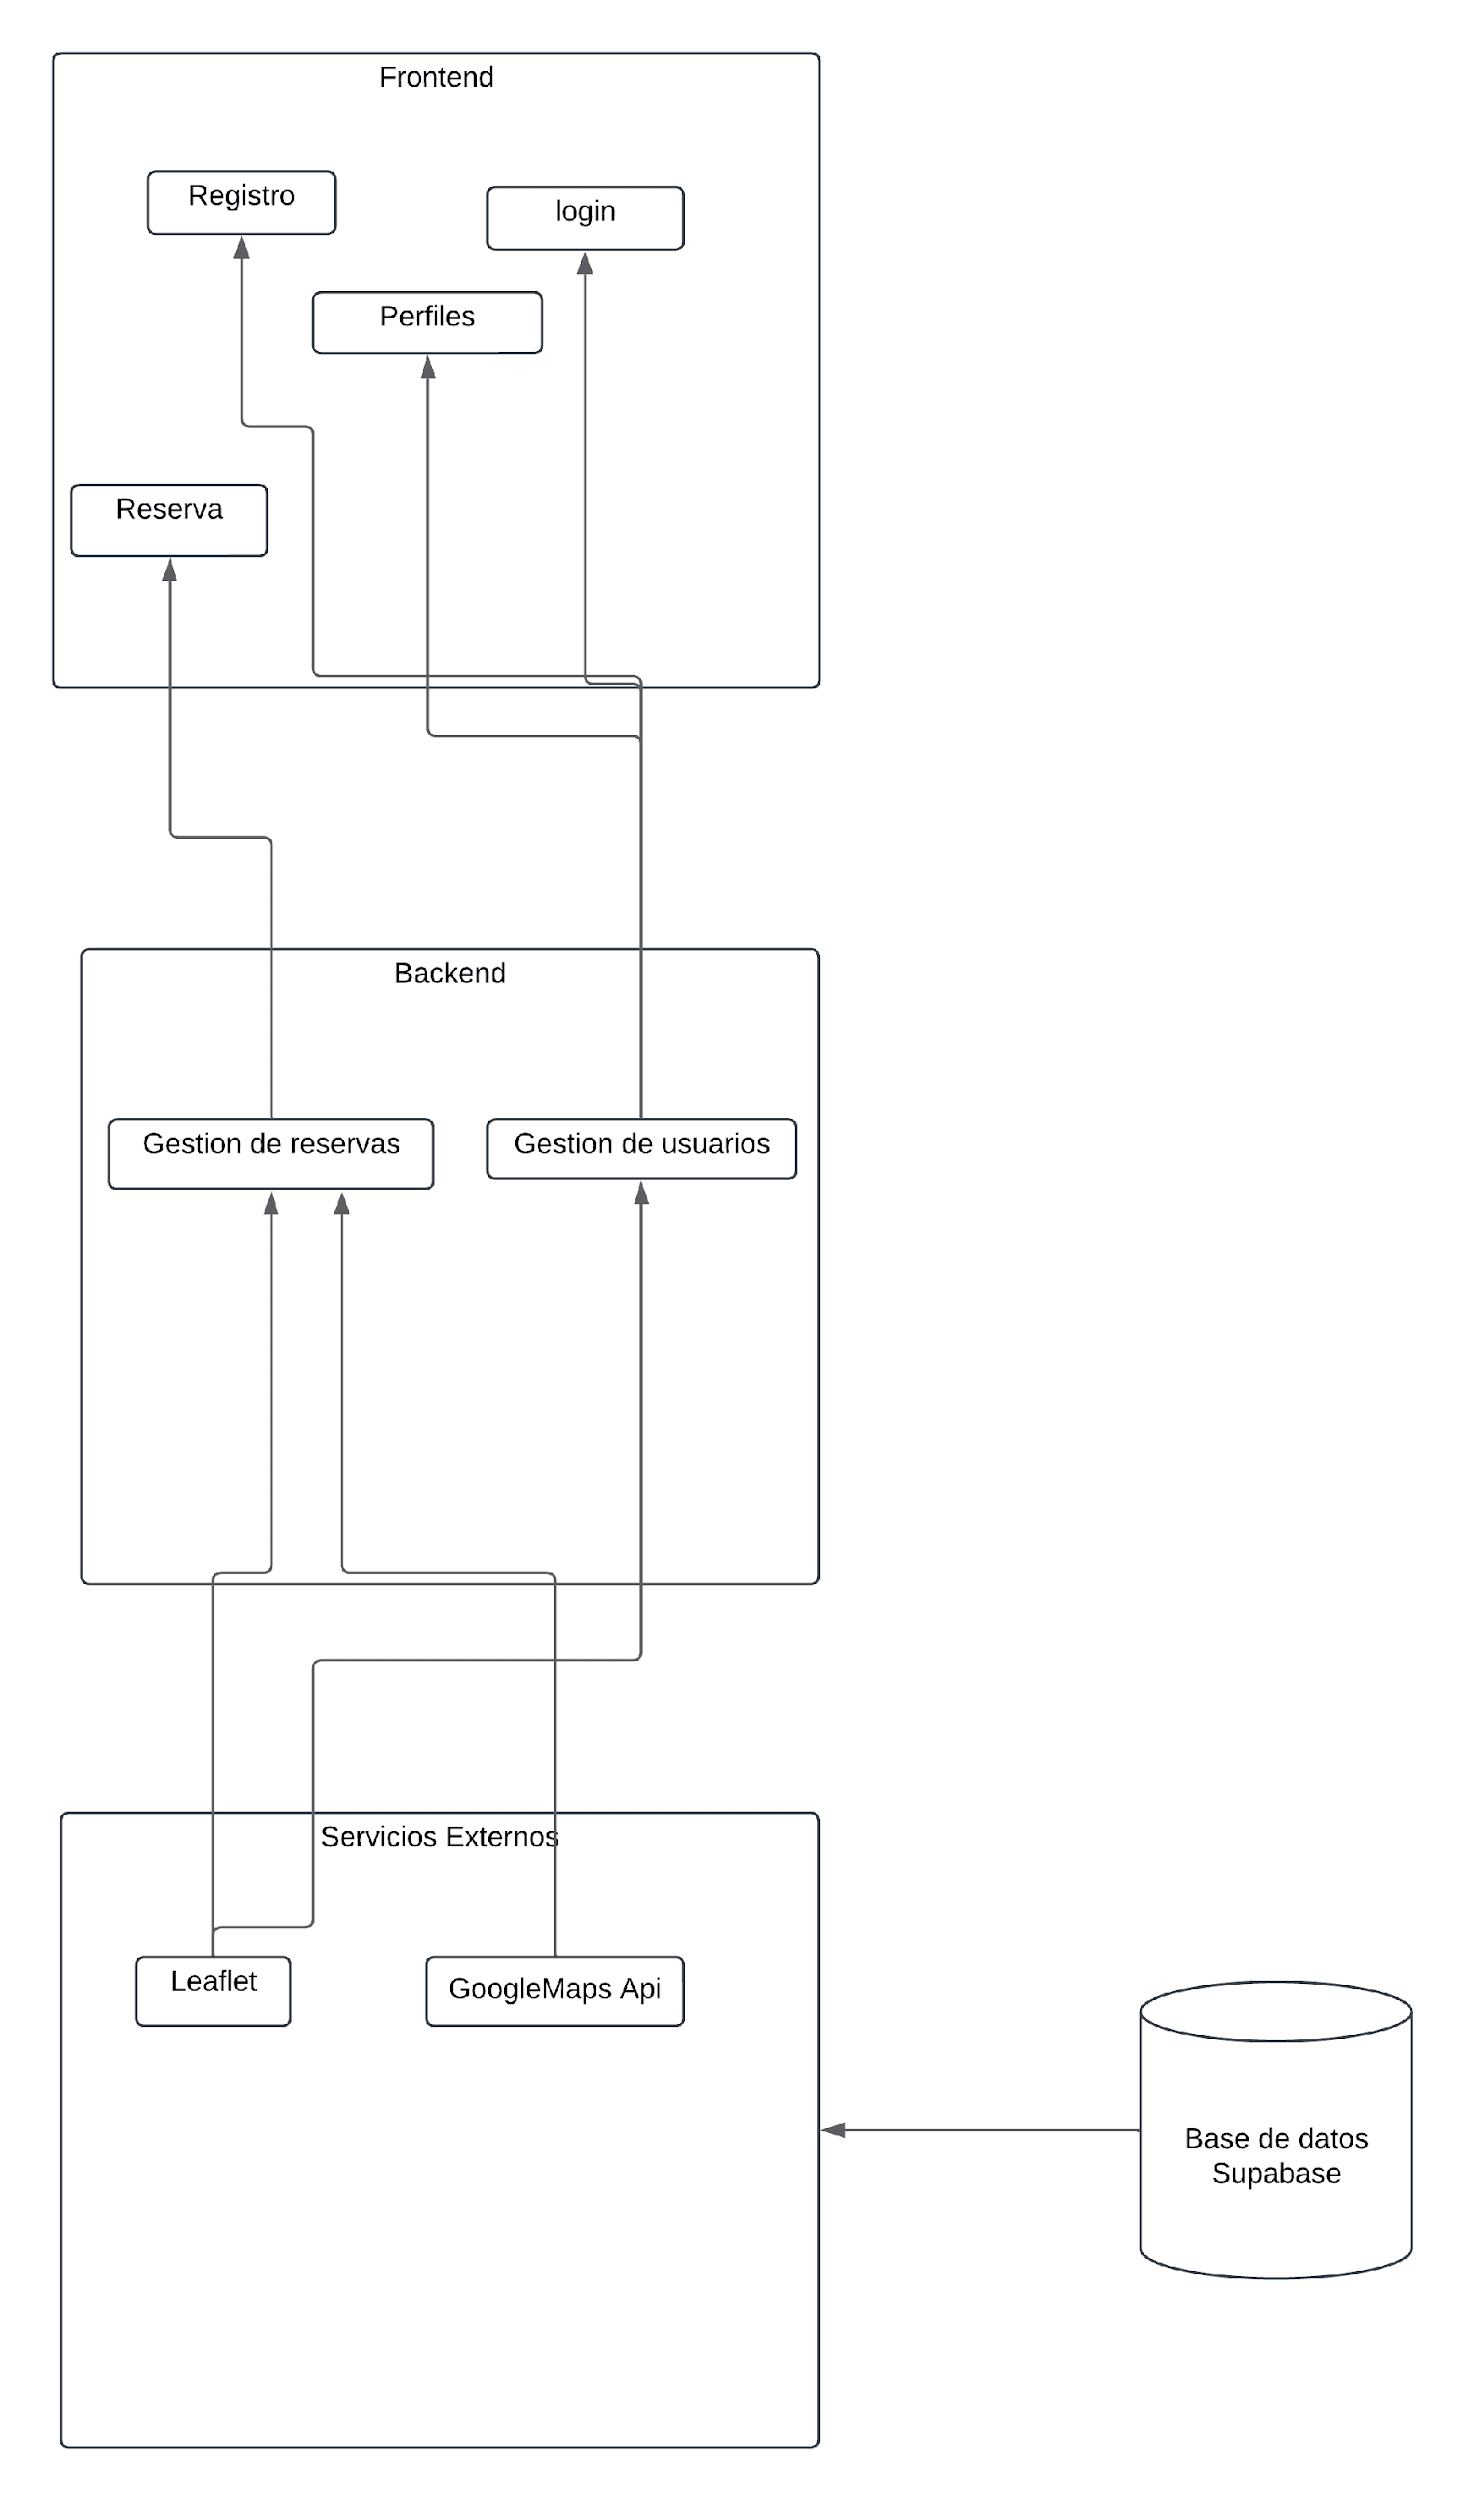 Frontend
Registro
login
Perfiles
Reserva
Backend
Gestion de reservas
Gestion de usuarios
Servicios Externos
Leaflet
GoogleMaps Api
Base de datos
Supabase